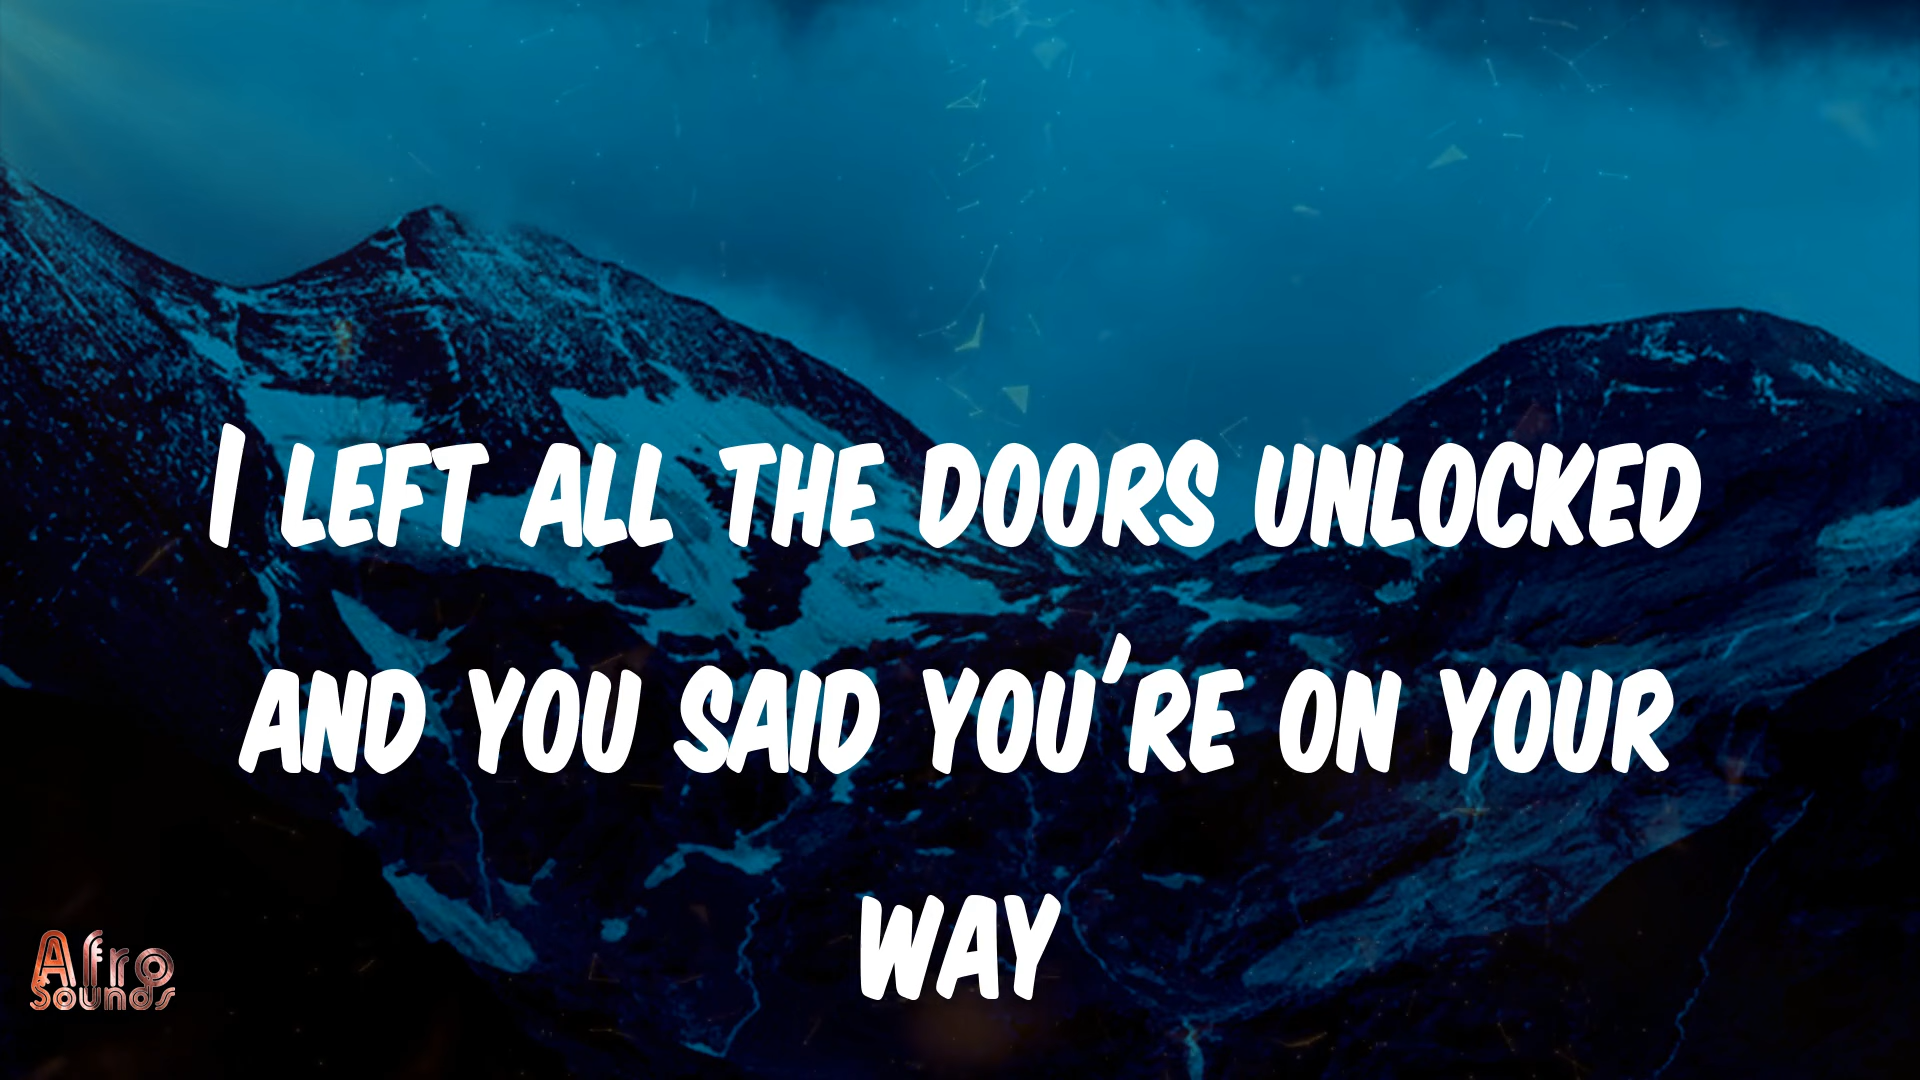 I LEFT ALL THE DOORS UNLOCKED
AND YOU SAID YOU'RE ON YOUR
WAY
Afro
Sounds